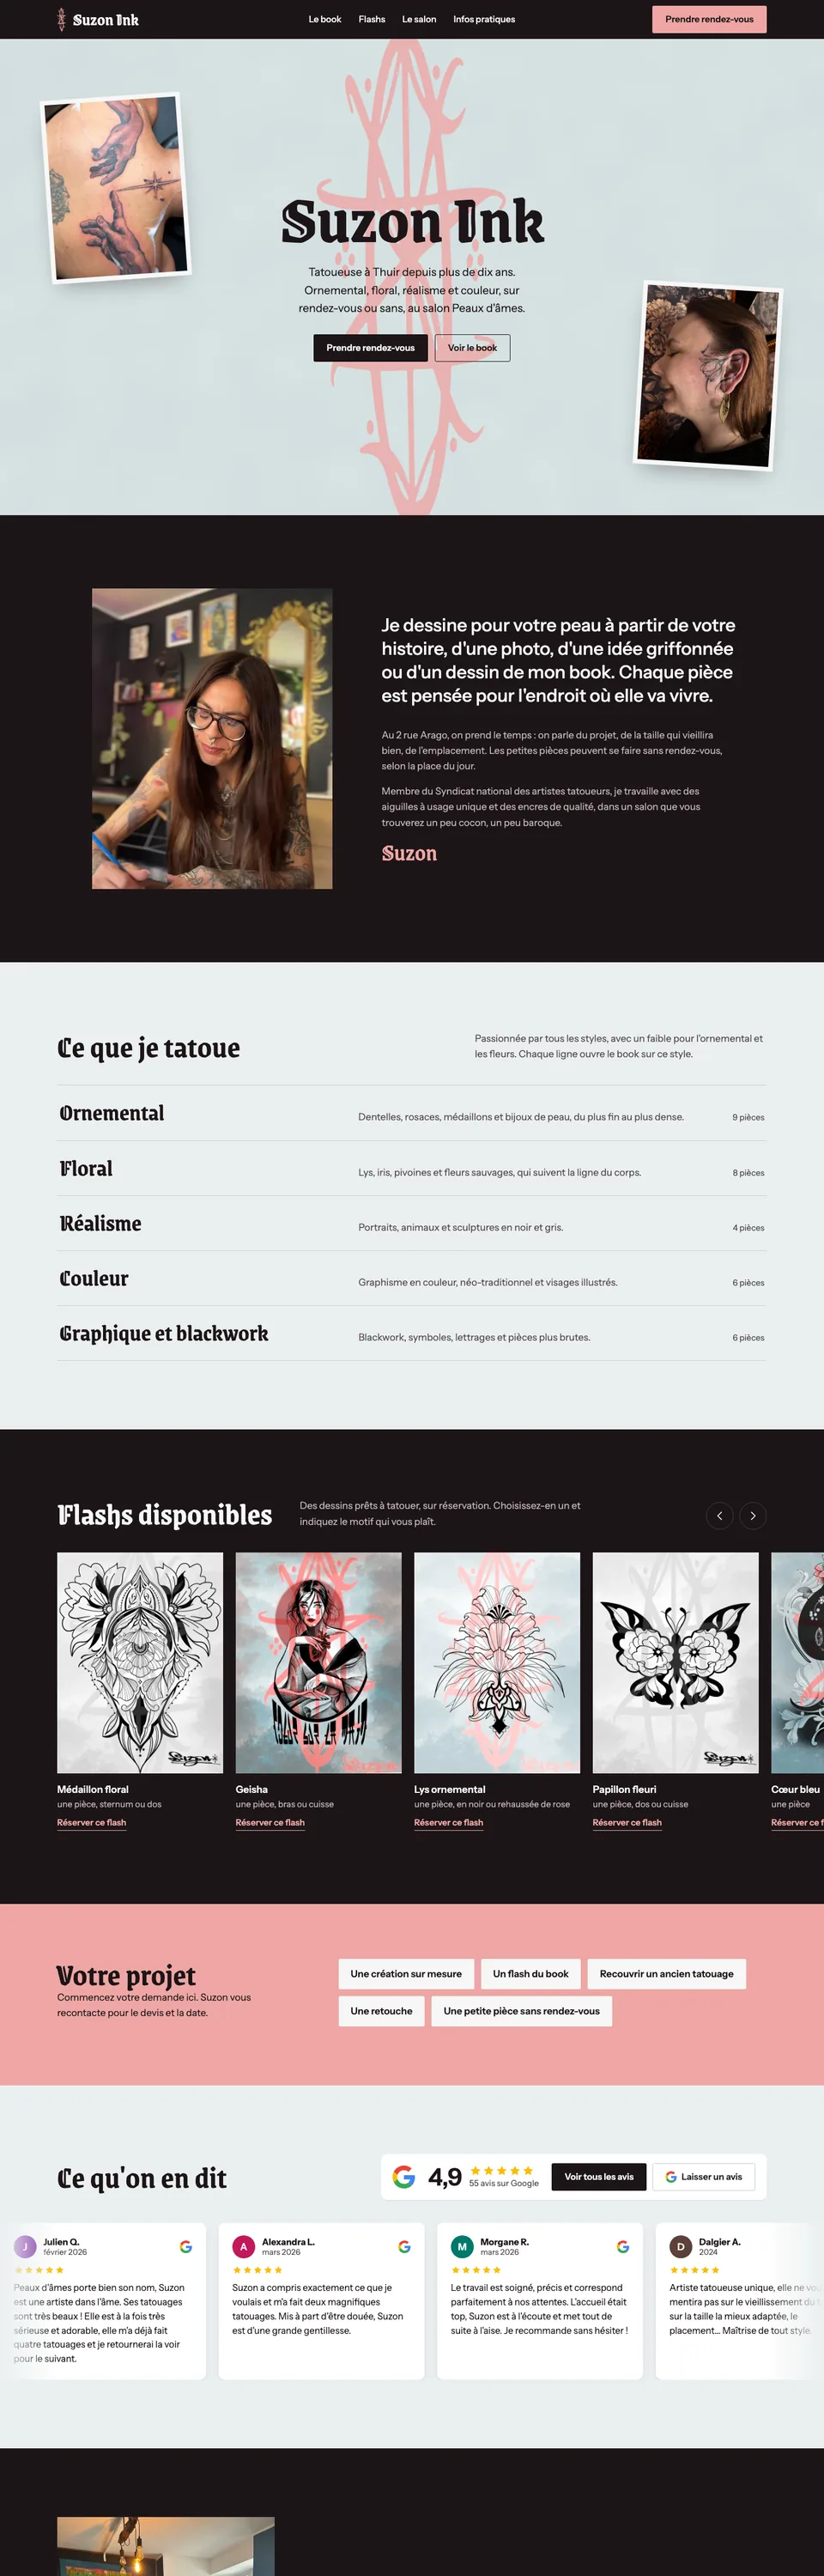 Suzon Ink
Le book
Flashs
Le salon
Infos pratiques
Prendre rendez-vous
Suzon Ink
Tatoueuse à Thuir depuis plus de dix ans.
Ornemental, floral, réalisme et couleur, sur
rendez-vous ou sans, au salon Peaux d'âmes.
Prendre rendez-vous
Voir le book
Je dessine pour votre peau à partir de votre
histoire, d'une photo, d'une idée griffonnée
ou d'un dessin de mon book. Chaque pièce
est pensée pour l'endroit où elle va vivre.
Au 2 rue Arago, on prend le temps : on parle du projet, de la taille qui vieillira
bien, de l'emplacement. Les petites pièces peuvent se faire sans rendez-vous,
selon la place du jour.
Membre du Syndicat national des artistes tatoueurs, je travaille avec des
aiguilles à usage unique et des encres de qualité, dans un salon que vous
trouverez un peu cocon, un peu baroque.
Suzon
Ce que je tatoue
Passionnée par tous les styles, avec un faible pour l'ornemental et
les fleurs. Chaque ligne ouvre le book sur ce style.
Ornemental
Dentelles, rosaces, médaillons et bijoux de peau, du plus fin au plus dense.
9 pièces
Floral
Lys, iris, pivoines et fleurs sauvages, qui suivent la ligne du corps.
8 pièces
Réalisme
Portraits, animaux et sculptures en noir et gris.
4 pièces
Couleur
Graphisme en couleur, néo-traditionnel et visages illustrés.
6 pièces
Graphique et blackwork
Blackwork, symboles, lettrages et pièces plus brutes.
6 pièces
Flashs disponibles
Des dessins prêts à tatouer, sur réservation. Choisissez-en un et
indiquez le motif qui vous plaît.
Médaillon floral
une pièce, sternum ou dos
Réserver ce flash
Geisha
une pièce, bras ou cuisse
Réserver ce flash
Lys ornemental
une pièce, en noir ou rehaussée de rose
Réserver ce flash
Papillon fleuri
une pièce, dos ou cuisse
Réserver ce flash
Cœur bleu
une pièce
Réserver ce f
Votre projet
Commencez votre demande ici. Suzon vous
recontacte pour le devis et la date.
Une création sur mesure
Un flash du book
Recouvrir un ancien tatouage
Une retouche
Une petite pièce sans rendez-vous
Ce qu'on en dit
4,9
55 avis sur Google
Voir tous les avis
Laisser un avis
J
Julien Q.
février 2026
Peaux d'âmes porte bien son nom, Suzon
est une artiste dans l'âme. Ses tatouages
sont très beaux ! Elle est à la fois très
sérieuse et adorable, elle m'a déjà fait
quatre tatouages et je retournerai la voir
pour le suivant.
A
Alexandra L.
mars 2026
Suzon a compris exactement ce que je
voulais et m'a fait deux magnifiques
tatouages. Mis à part d'être douée, Suzon
est d'une grande gentillesse.
M
Morgane R.
mars 2026
Le travail est soigné, précis et correspond
parfaitement à nos attentes. L'accueil était
top, Suzon est à l'écoute et met tout de
suite à l'aise. Je recommande sans hésiter !
D
Dalgier A.
2024
Artiste tatoueuse unique, elle ne vous
mentira pas sur le vieillissement du
sur la taille la mieux adaptée, le
placement... Maîtrise de tout style.